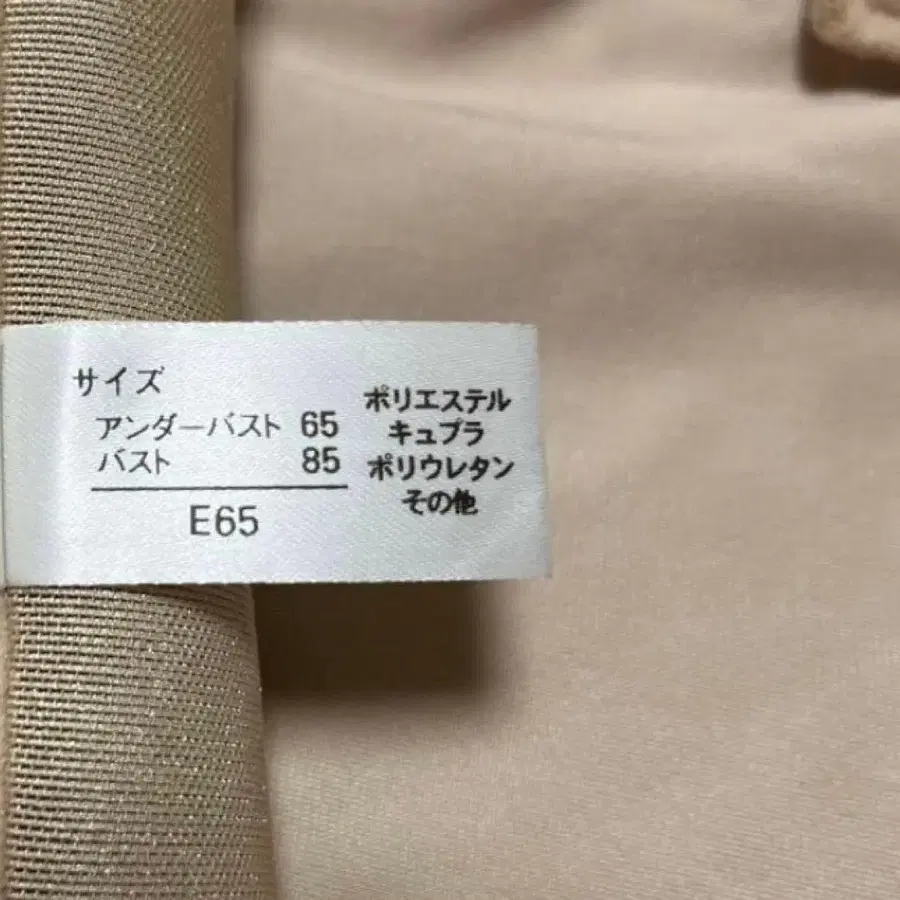 サイズ
アンダーバスト 65
バスト 85
E65
ポリエステル
キュプラ
ポリウレタン
その他